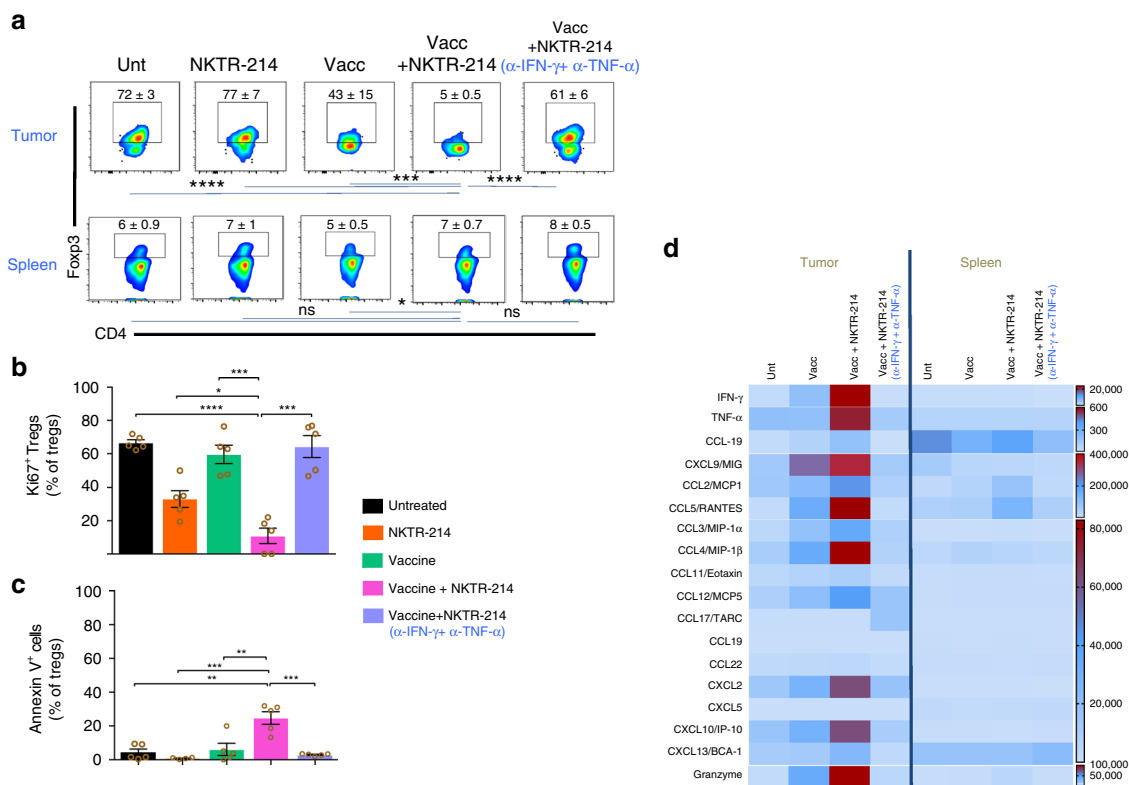 a
Unt
NKTR-214
Vacc
Vacc
+NKTR-214
Vacc
+NKTR-214
(α-IFN-γ+ α-TNF-α)
Tumor
72 ± 3
77 ± 7
43 ± 15
5 ± 0.5
61 ± 6
****
***
****
Spleen
6 ± 0.9
7 ± 1
5 ± 0.5
7 ± 0.7
8 ± 0.5
Foxp3
ns
*
ns
CD4
b
Ki67+ Tregs
(% of tregs)
100
80
60
40
20
***
*
****
***
Untreated
NKTR-214
Vaccine
Vaccine + NKTR-214
Vaccine+NKTR-214
(α-IFN-γ+ α-TNF-α)
c
Annexin V+ cells
(% of tregs)
100
80
60
40
20
0
**
***
**
***
d
Tumor
Spleen
Unt
Vacc
Vacc + NKTR-214
Vacc + NKTR-214
(α-IFN-γ + α-TNF-α)
Unt
Vacc
Vacc + NKTR-214
Vacc + NKTR-214
(α-IFN-γ + α-TNF-α)
IFN-γ
TNF-α
CCL-19
CXCL9/MIG
CCL2/MCP1
CCL5/RANTES
CCL3/MIP-1α
CCL4/MIP-1β
CCL11/Eotaxin
CCL12/MCP5
CCL17/TARC
CCL19
CCL22
CXCL2
CXCL5
CXCL10/IP-10
CXCL13/BCA-1
Granzyme
20,000
600
300
400,000
200,000
80,000
60,000
40,000
20,000
100,000
50,000